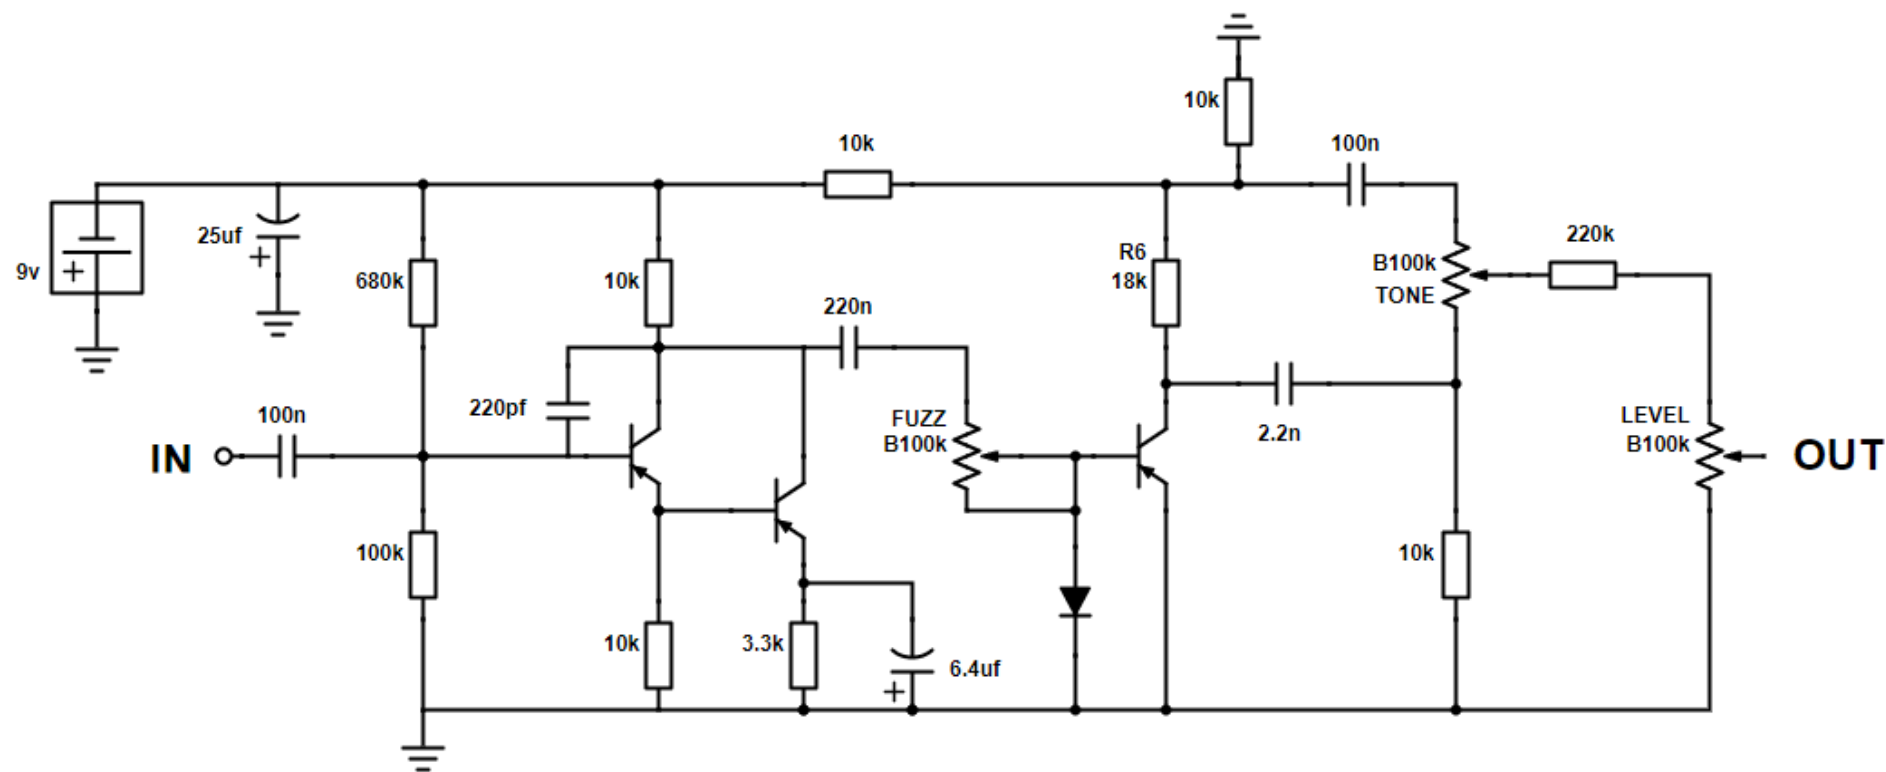 10k
10k
100n
9v
25uf
680k
10k
R6
18k
B100k
TONE
220k
220n
220pf
FUZZ
B100k
2.2n
LEVEL
B100k
IN
100n
OUT
100k
10k
10k
3.3k
6.4uf